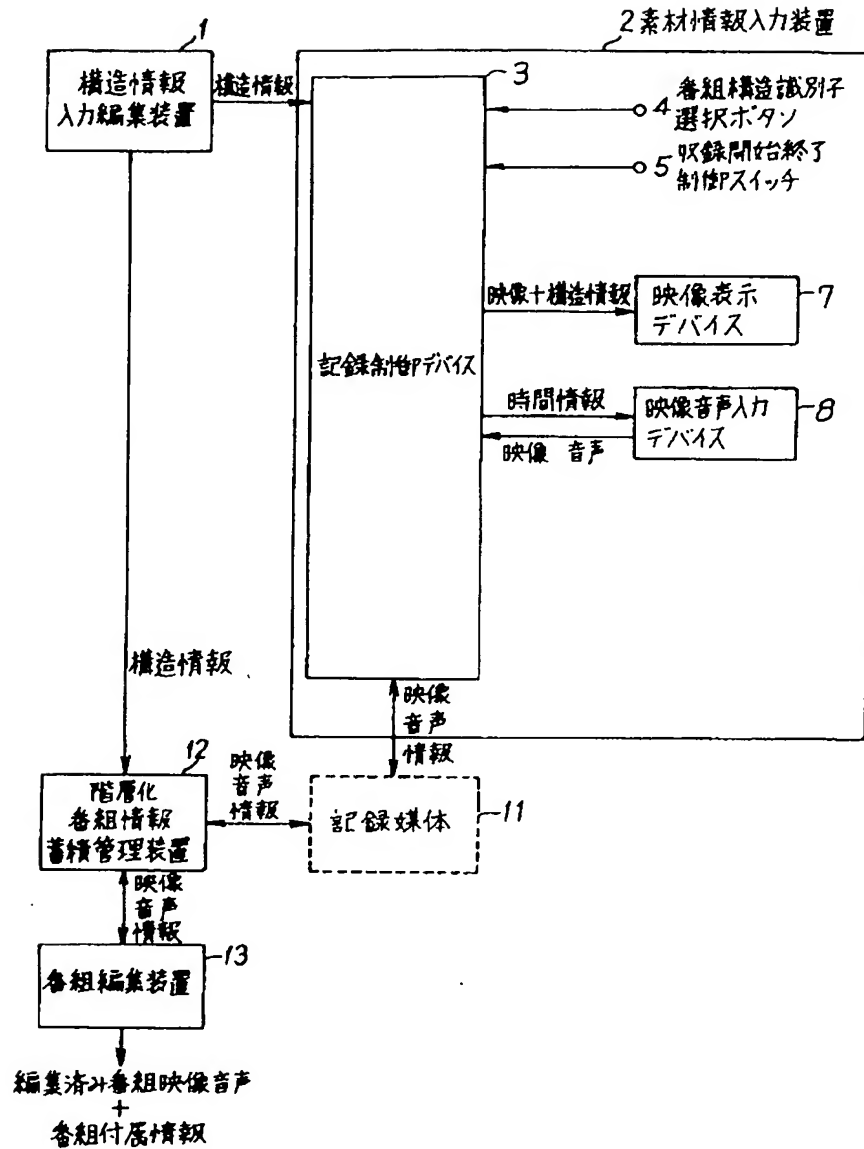 1
構造情報
入力編集装置
構造情報
2 素材情報入力装置
3
4 番組構造識別子
選択ボタン
5 収録開始終了
制御スイッチ
記録制御デバイス
映像+構造情報
映像表示
デバイス
7
時間情報
映像 音声
映像音声入力
デバイス
8
構造情報
映像
音声
情報
12
階層化
番組情報
蓄積管理装置
映像
音声
情報
記録媒体
11
映像
音声
情報
13
番組編集装置
編集済み番組映像音声
+
番組付属情報